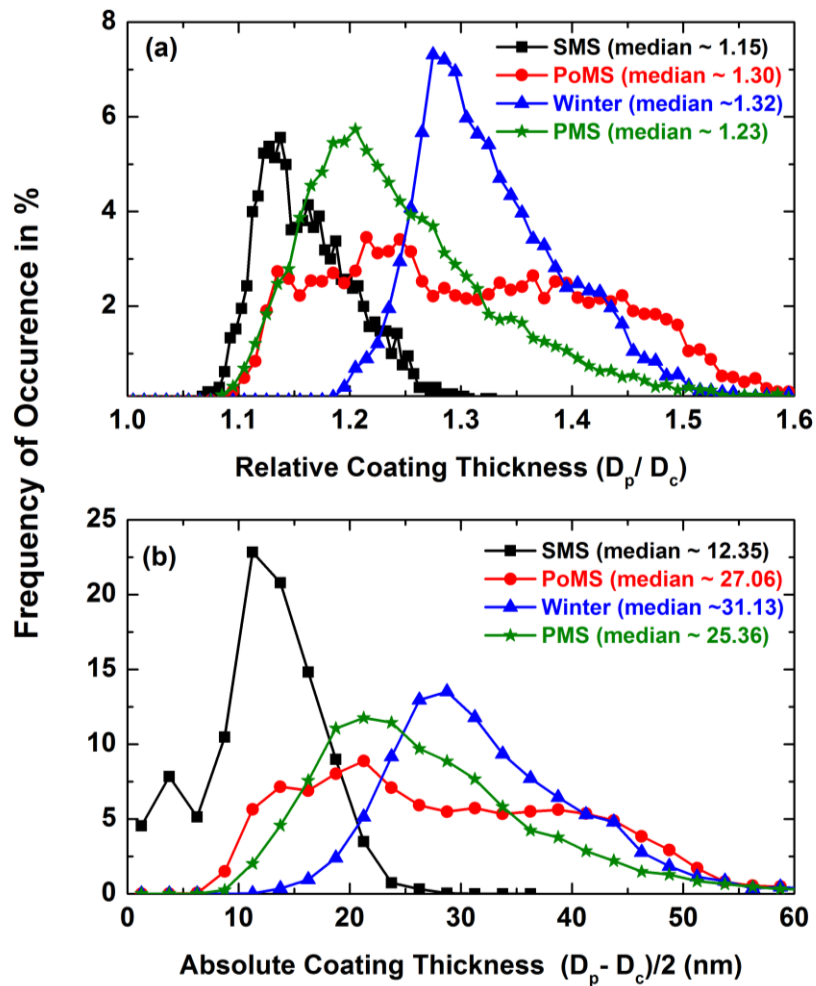 Frequency of Occurence in %
8
6
4
2
(a)
SMS (median ~ 1.15)
PoMS (median ~ 1.30)
Winter (median ~1.32)
PMS (median ~ 1.23)
1.0 1.1 1.2 1.3 1.4 1.5 1.6
Relative Coating Thickness (Dp/ Dc)
25
20
15
10
5
0
(b)
SMS (median ~ 12.35)
PoMS (median ~ 27.06)
Winter (median ~31.13)
PMS (median ~ 25.36)
0 10 20 30 40 50 60
Absolute Coating Thickness (Dp- Dc)/2 (nm)